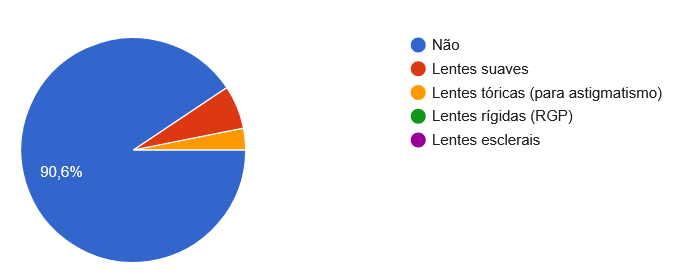 Não
Lentes suaves
Lentes tóricas (para astigmatismo)
Lentes rígidas (RGP)
Lentes esclerais
90,6%